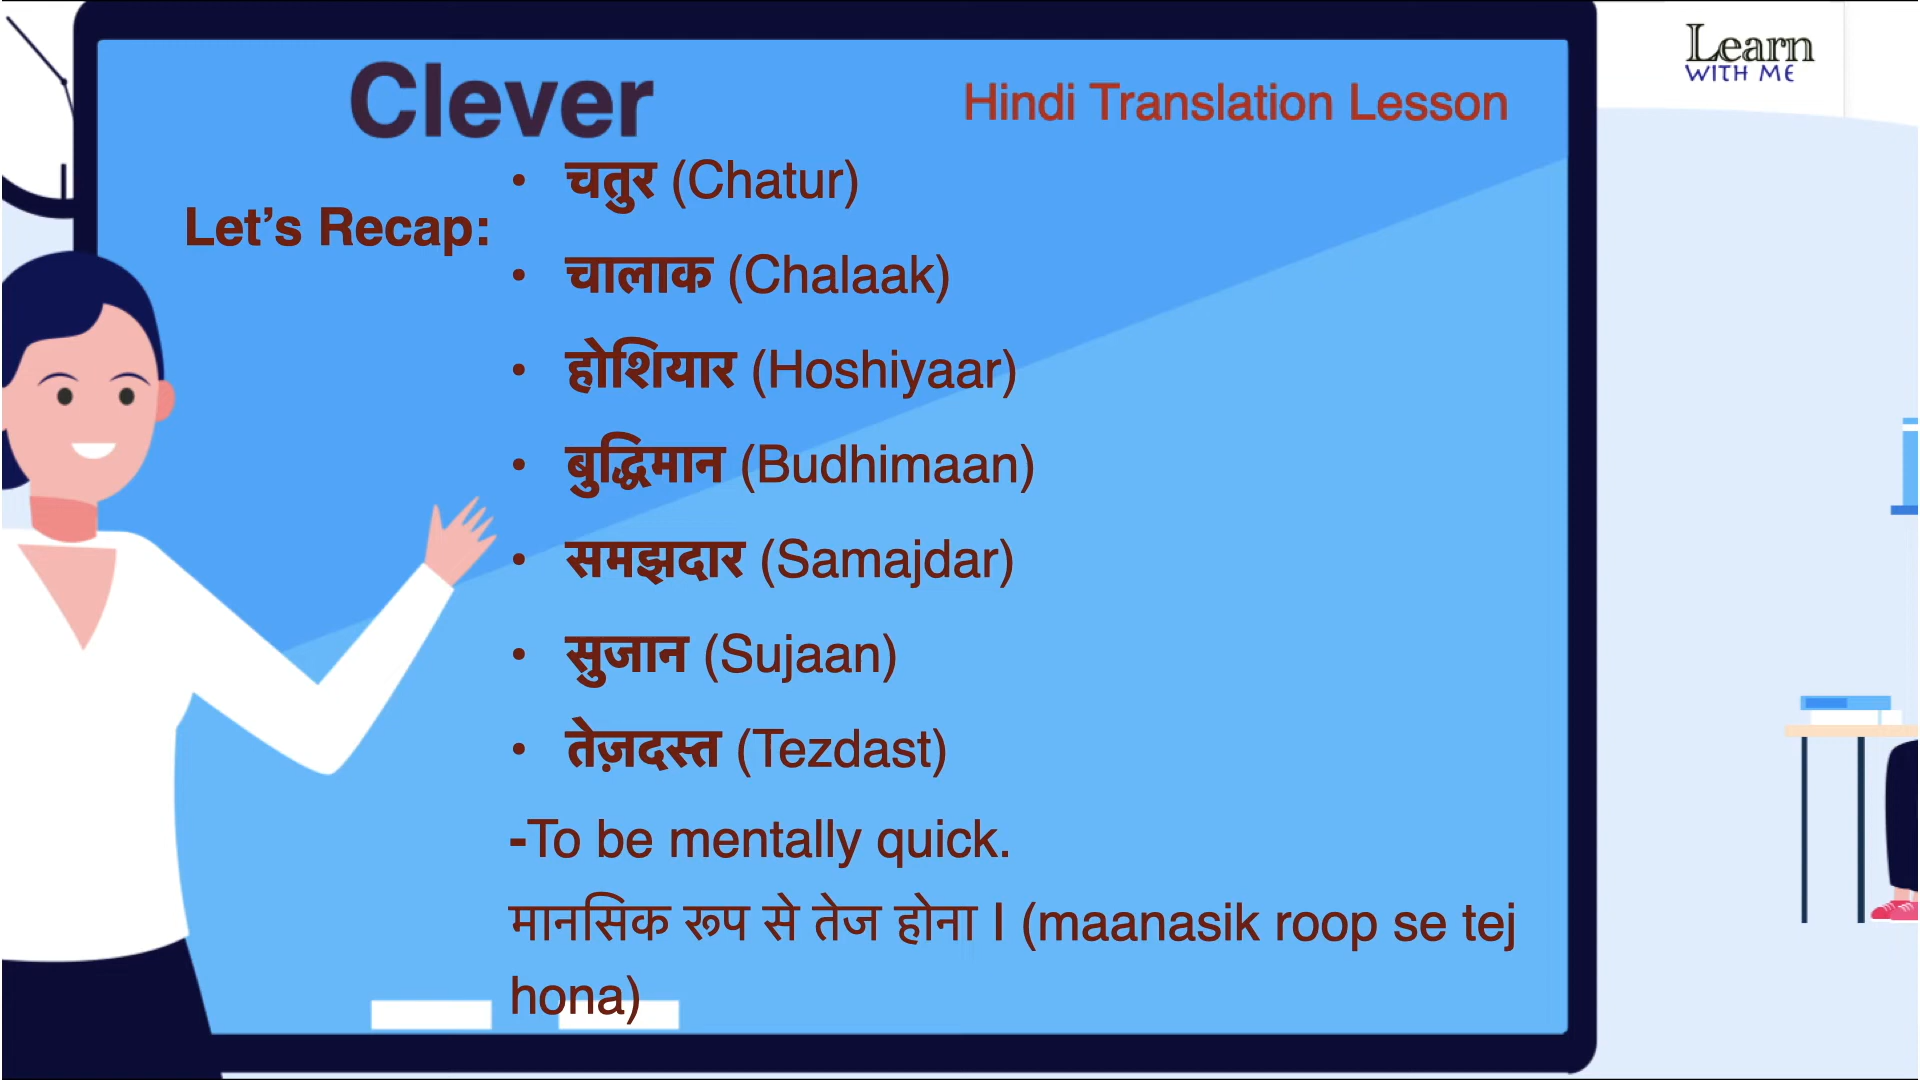 Clever
Hindi Translation Lesson
Learn
WITH ME
Let’s Recap:
• चतुर (Chatur)
• चालाक (Chalaak)
• होशियार (Hoshiyaar)
• बुद्धिमान (Budhimaan)
• समझदार (Samajdar)
• सुजान (Sujaan)
• तेज़दस्त (Tezdast)
-To be mentally quick.
मानसिक रूप से तेज होना l (maanasik roop se tej
hona)